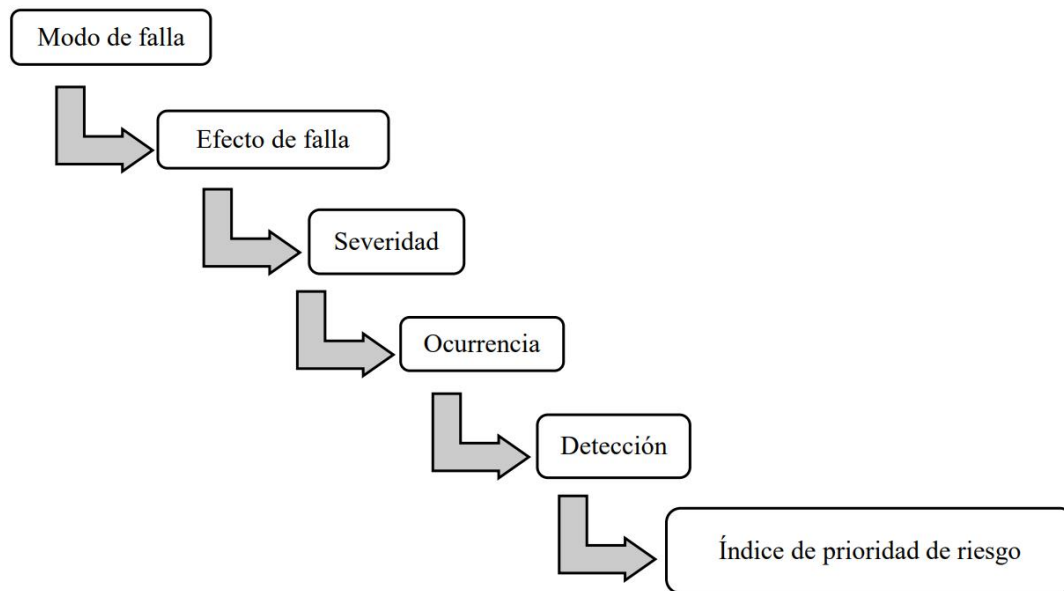 Modo de falla
Efecto de falla
Severidad
Ocurrencia
Detección
Índice de prioridad de riesgo